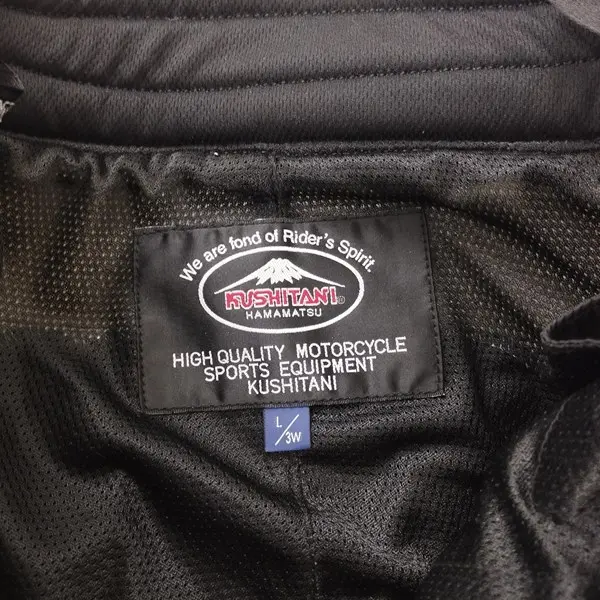 We are fond of Rider's Spirit.
KUSHITANI®
HAMAMATSU
HIGH QUALITY MOTORCYCLE
SPORTS EQUIPMENT
KUSHITANI
L/3W